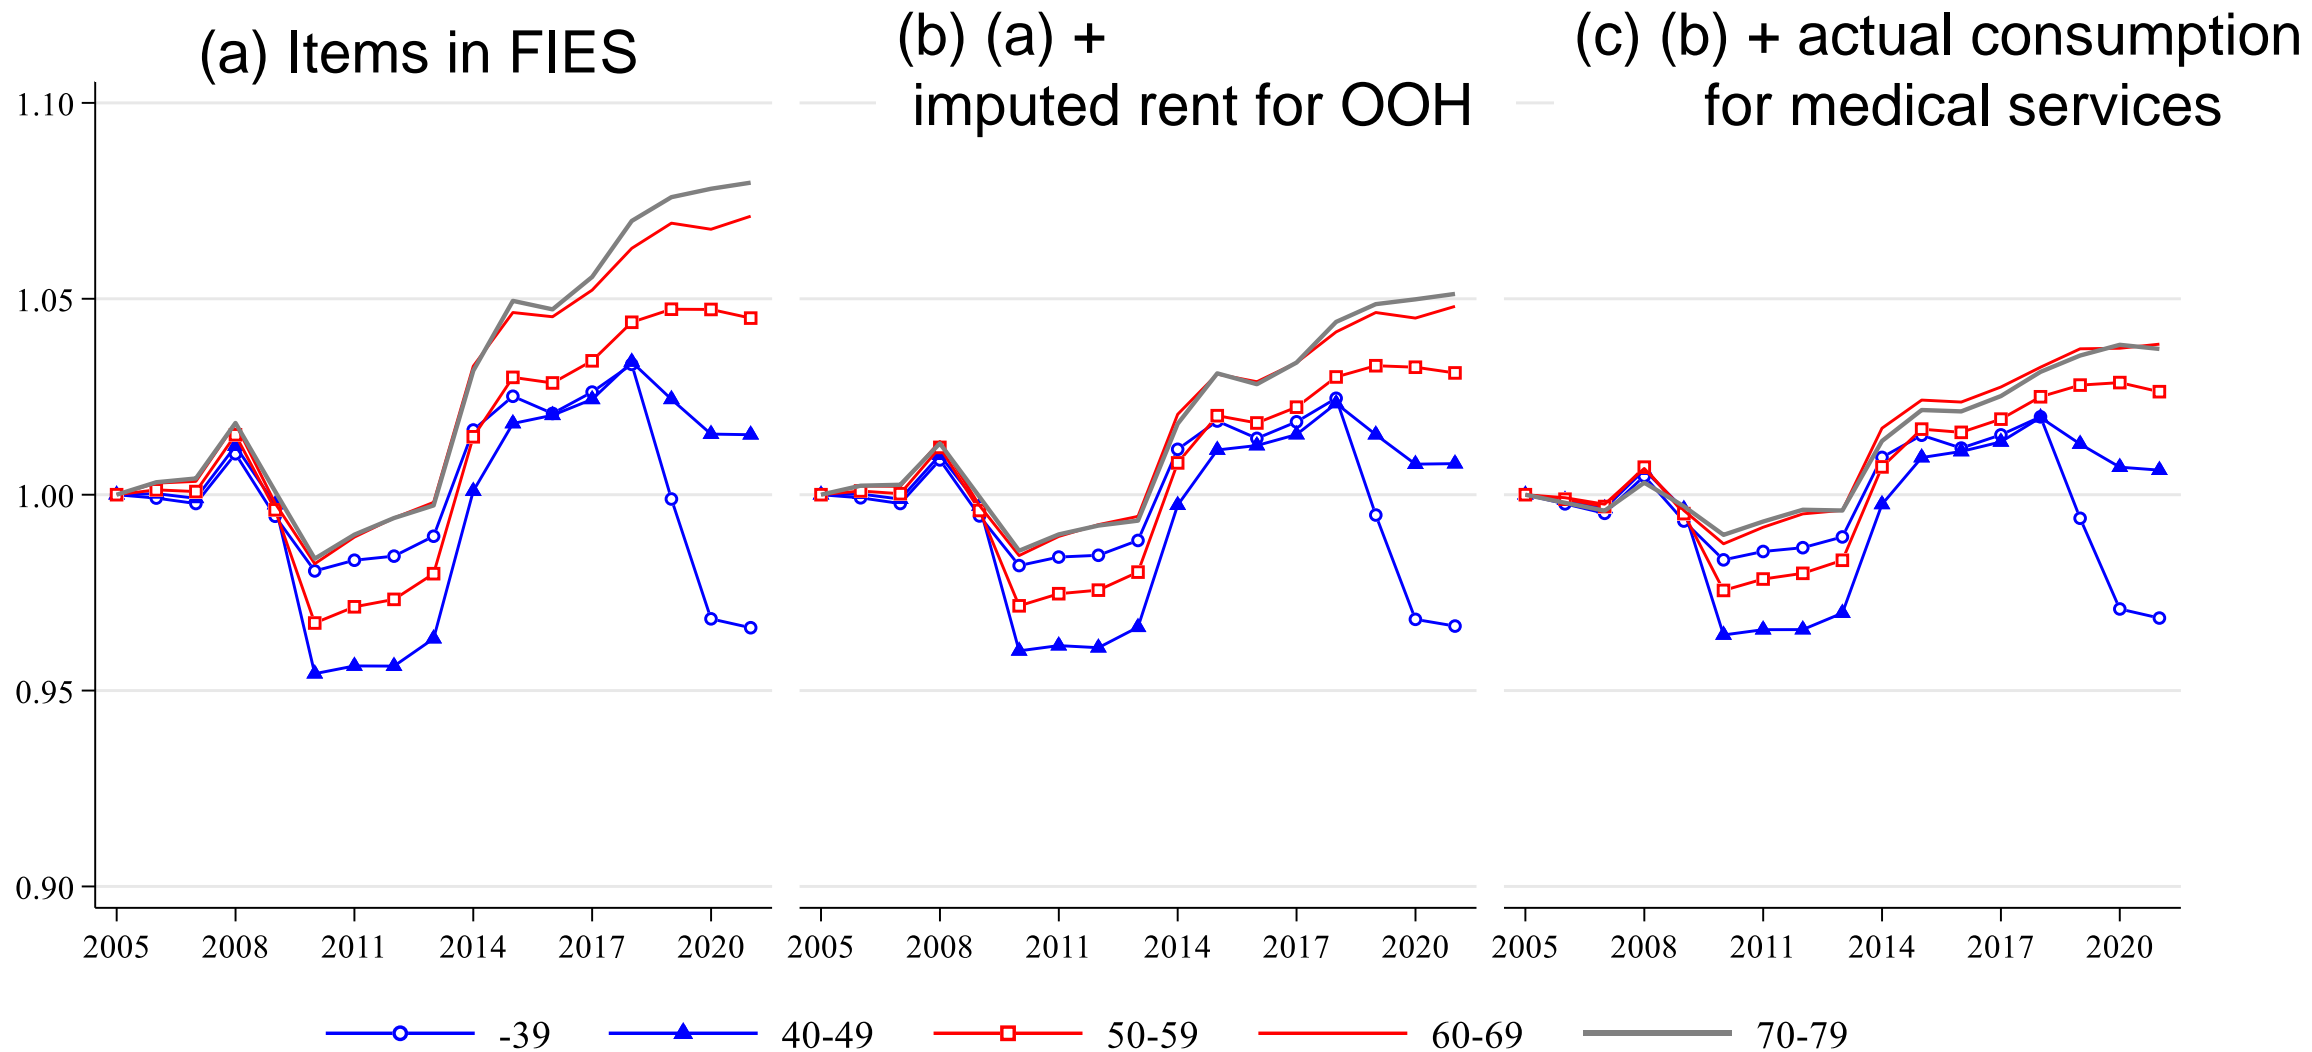 (a) Items in FIES
(b) (a) +
imputed rent for OOH
(c) (b) + actual consumption
for medical services
1.10
1.05
1.00
0.95
0.90
2005 2008 2011 2014 2017 2020
2005 2008 2011 2014 2017 2020
2005 2008 2011 2014 2017 2020
-39 40-49 50-59 60-69 70-79